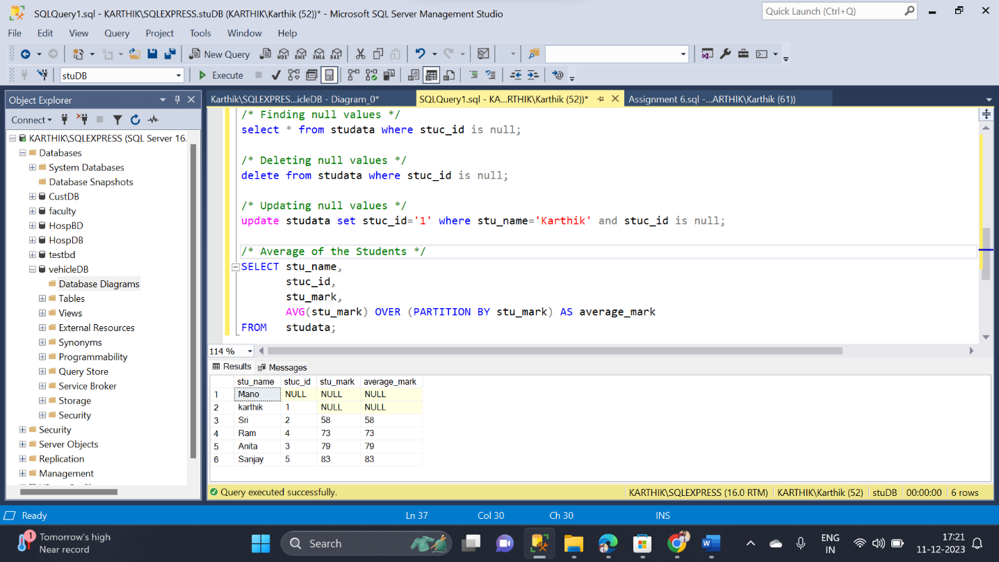 SQLQuery1.sql - KARTHIK\SQLEXPRESS.stuDB (KARTHIK\Karthik (52))* - Microsoft SQL Server Management Studio
Quick Launch (Ctrl+Q)
File Edit View Query Project Tools Window Help
New Query MDX DMX XMLA DAX
stuDB Execute
Object Explorer
Connect
KARTHIK\SQLEXPRESS (SQL Server 16.
Databases
System Databases
Database Snapshots
CustDB
faculty
HospBD
HospDB
testbd
vehicleDB
Database Diagrams
Tables
Views
External Resources
Synonyms
Programmability
Query Store
Service Broker
Storage
Security
Security
Server Objects
Replication
Management
Karthik\SQLEXPRES...icleDB - Diagram_0* SQLQuery1.sql - KA...RTHIK\Karthik (52))* Assignment 6.sql -...ARTHIK\Karthik (61))
/* Finding null values */
select * from studata where stuc_id is null;
/* Deleting null values */
delete from studata where stuc_id is null;
/* Updating null values */
update studata set stuc_id='1' where stu_name='Karthik' and stuc_id is null;
/* Average of the Students */
SELECT stu_name,
stuc_id,
stu_mark,
AVG(stu_mark) OVER (PARTITION BY stu_mark) AS average_mark
FROM studata;
114 %
Results Messages
stu_name stuc_id stu_mark average_mark
1 Mano NULL NULL NULL
2 karthik 1 NULL NULL
3 Sri 2 58 58
4 Ram 4 73 73
5 Anita 3 79 79
6 Sanjay 5 83 83
Query executed successfully. KARTHIK\SQLEXPRESS (16.0 RTM) KARTHIK\Karthik (52) stuDB 00:00:00 6 rows
Ready Ln 37 Col 30 Ch 30 INS
1 Tomorrow's high
Near record
Search
ENG
IN
17:21
11-12-2023